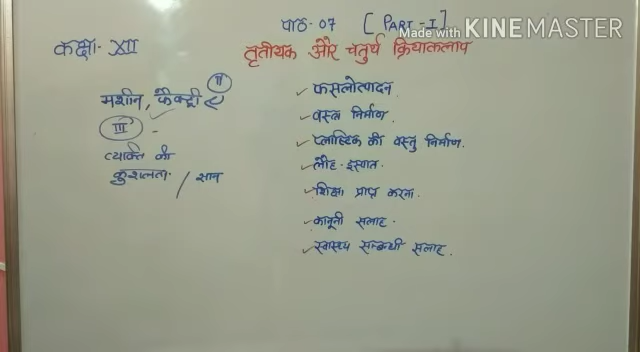 पाठ-07 [PART-I]
Made with KINEMASTER
कक्षा-XII
तृतीयक और चतुर्थ क्रियाकलाप
II
मशीन, फैक्ट्री
III
व्यक्ति की
कुशलता / ज्ञान
फसलोत्पादन
वस्त्र निर्माण
प्लास्टिक की वस्तु निर्माण.
लौह-इस्पात.
शिक्षा प्राप्त करना.
कानूनी सलाह.
स्वास्थ्य सम्बन्धी सलाह.